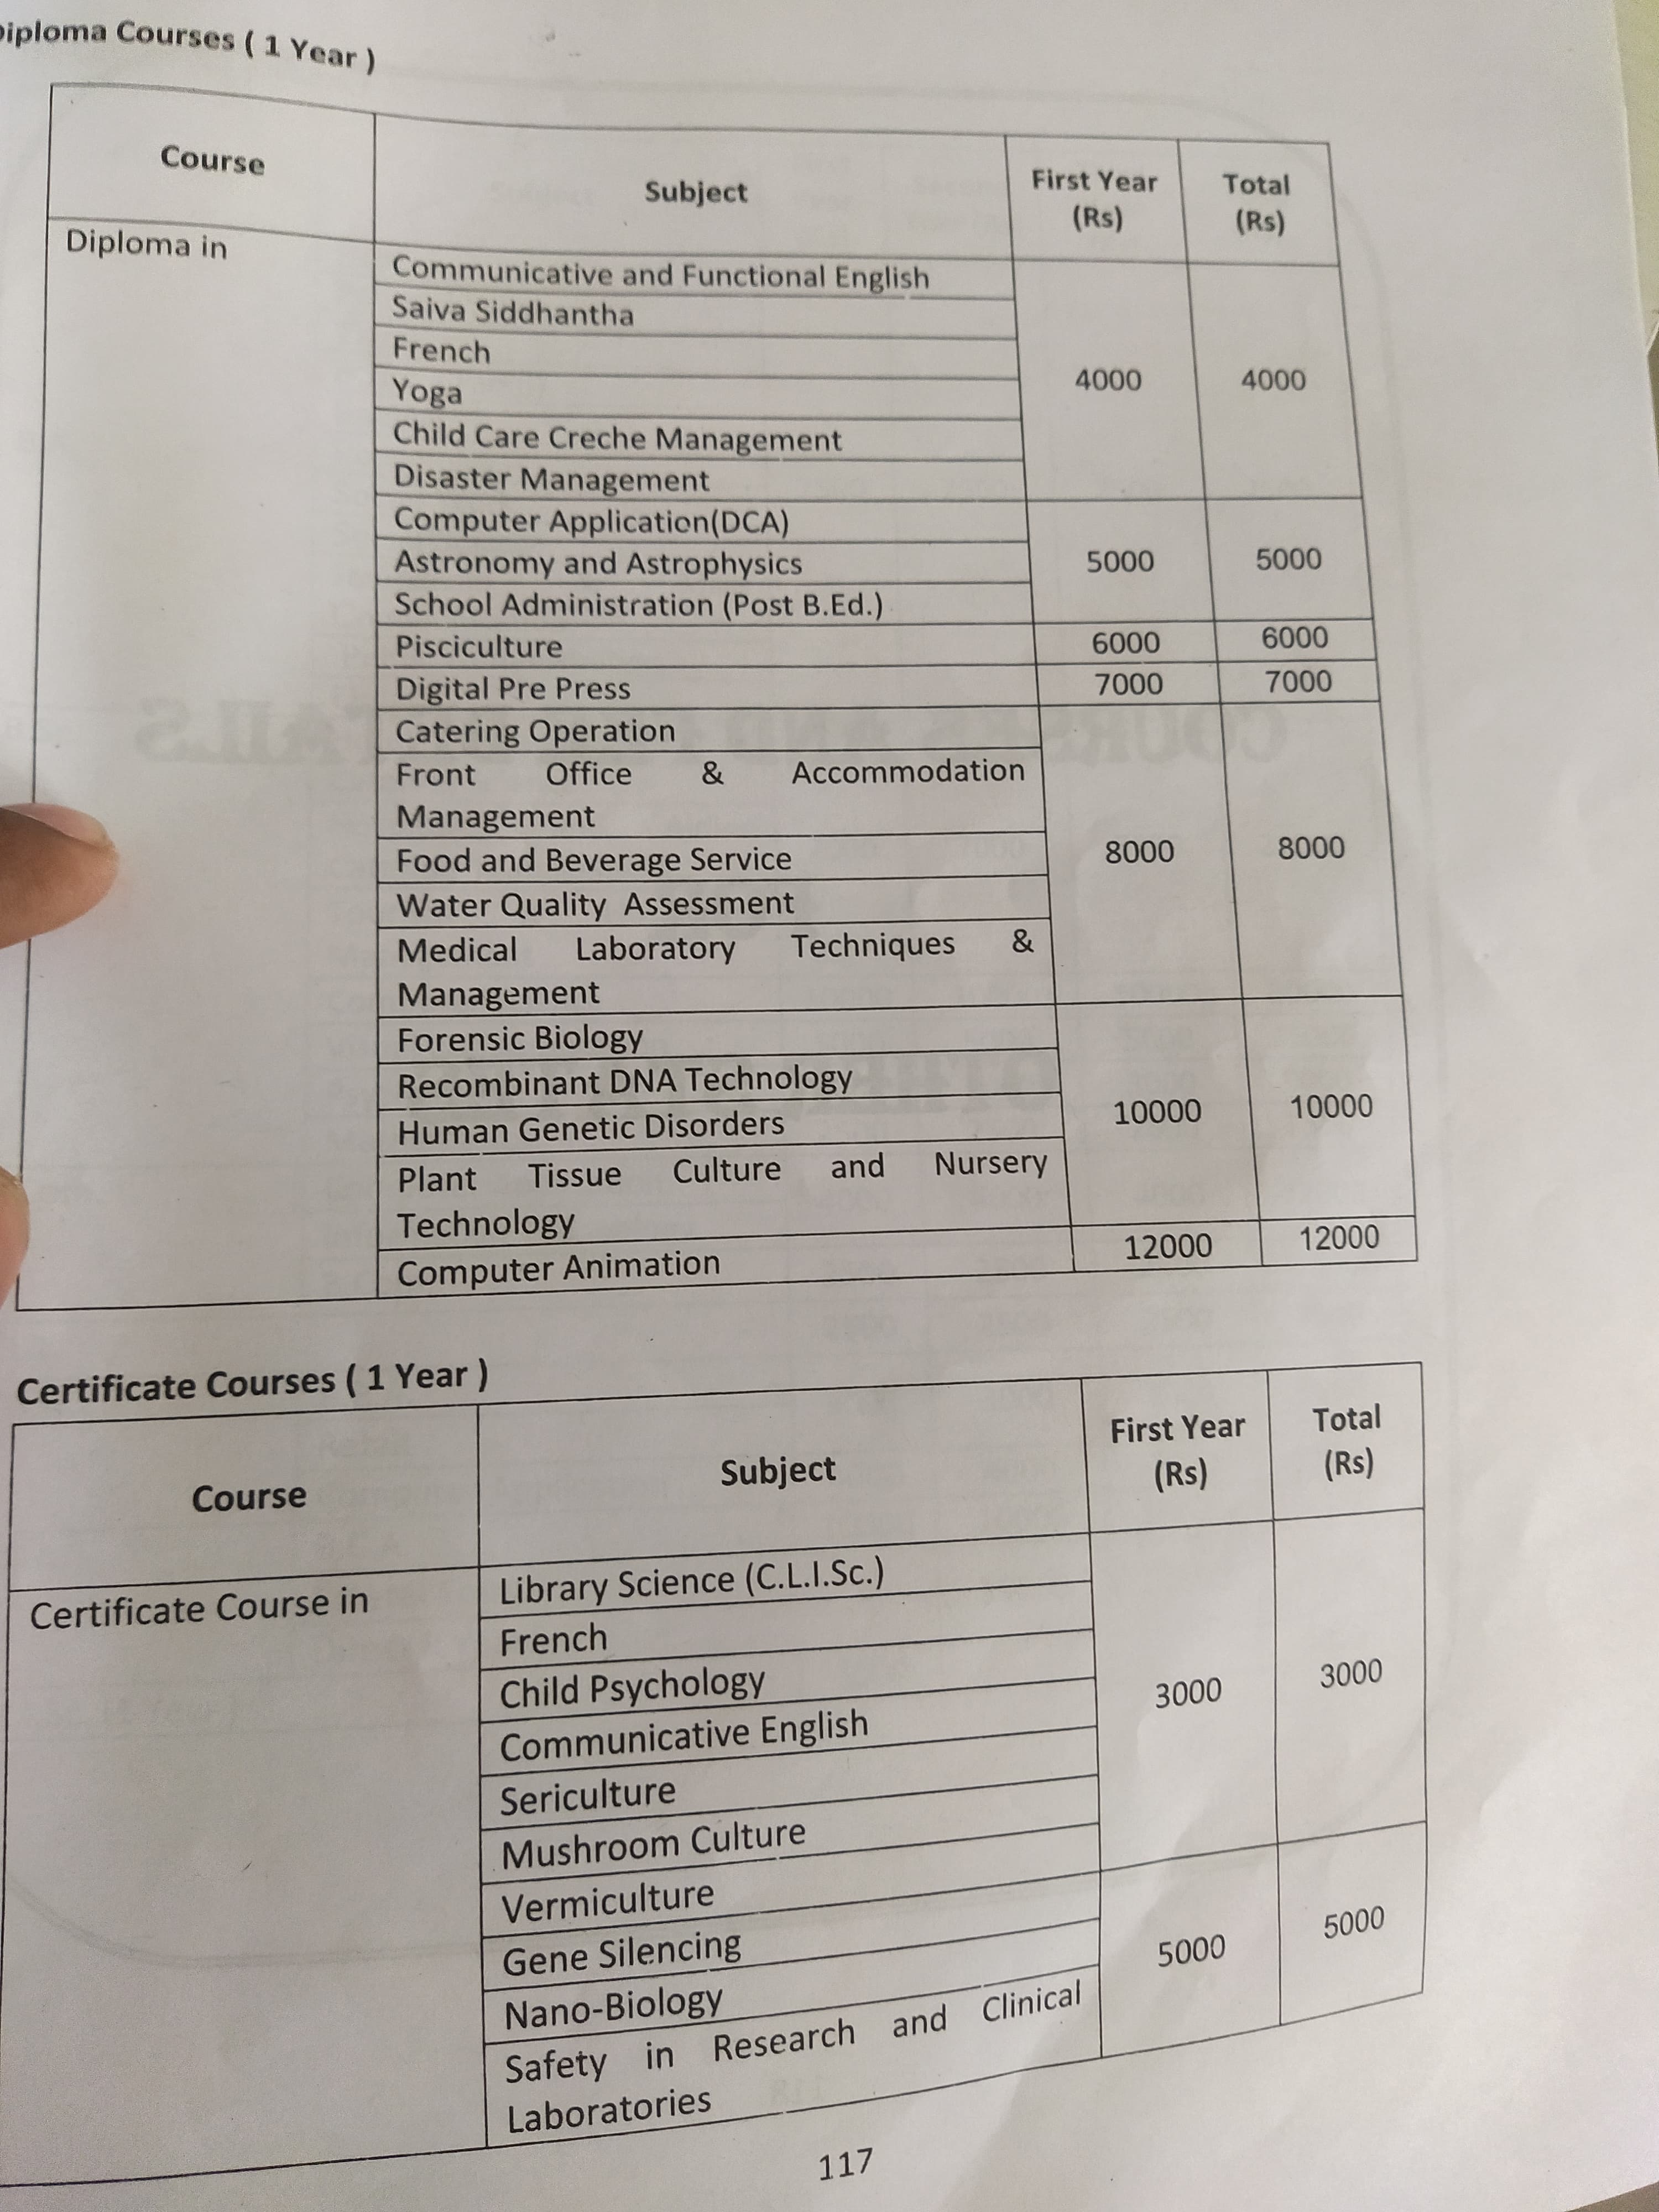 Diploma Courses ( 1 Year )
Course Subject First Year (Rs) Total (Rs)
Diploma in
Communicative and Functional English
Saiva Siddhantha
French
Yoga
Child Care Creche Management
Disaster Management
4000 4000
Computer Application(DCA)
Astronomy and Astrophysics
School Administration (Post B.Ed.)
5000 5000
Pisciculture 6000 6000
Digital Pre Press 7000 7000
Catering Operation
Front Office & Accommodation
Management
Food and Beverage Service
Water Quality Assessment
Medical Laboratory Techniques &
Management
8000 8000
Forensic Biology
Recombinant DNA Technology
Human Genetic Disorders
Plant Tissue Culture and Nursery
Technology
10000 10000
Computer Animation 12000 12000
Certificate Courses ( 1 Year )
Course Subject First Year (Rs) Total (Rs)
Certificate Course in
Library Science (C.L.I.Sc.)
French
Child Psychology
Communicative English
Sericulture
Mushroom Culture
Vermiculture
3000 3000
Gene Silencing
Nano-Biology
Safety in Research and Clinical
Laboratories
5000 5000
117